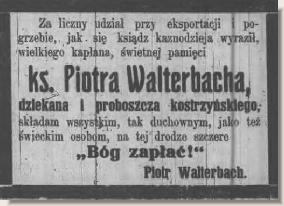 Za liczny udział przy eksportacji i po-
grzebie, jak się ksiądz kaznodzieja wyraził,
wielkiego kapłana, świetnej pamięci
ks. Piotra Walterbacha,
dziekana i proboszcza kostrzyńskiego,
składam wszystkim, tak duchownym, jako też
świeckim osobom, na tej drodze szczere
„Bóg zapłać!“
Piotr Walterbach.